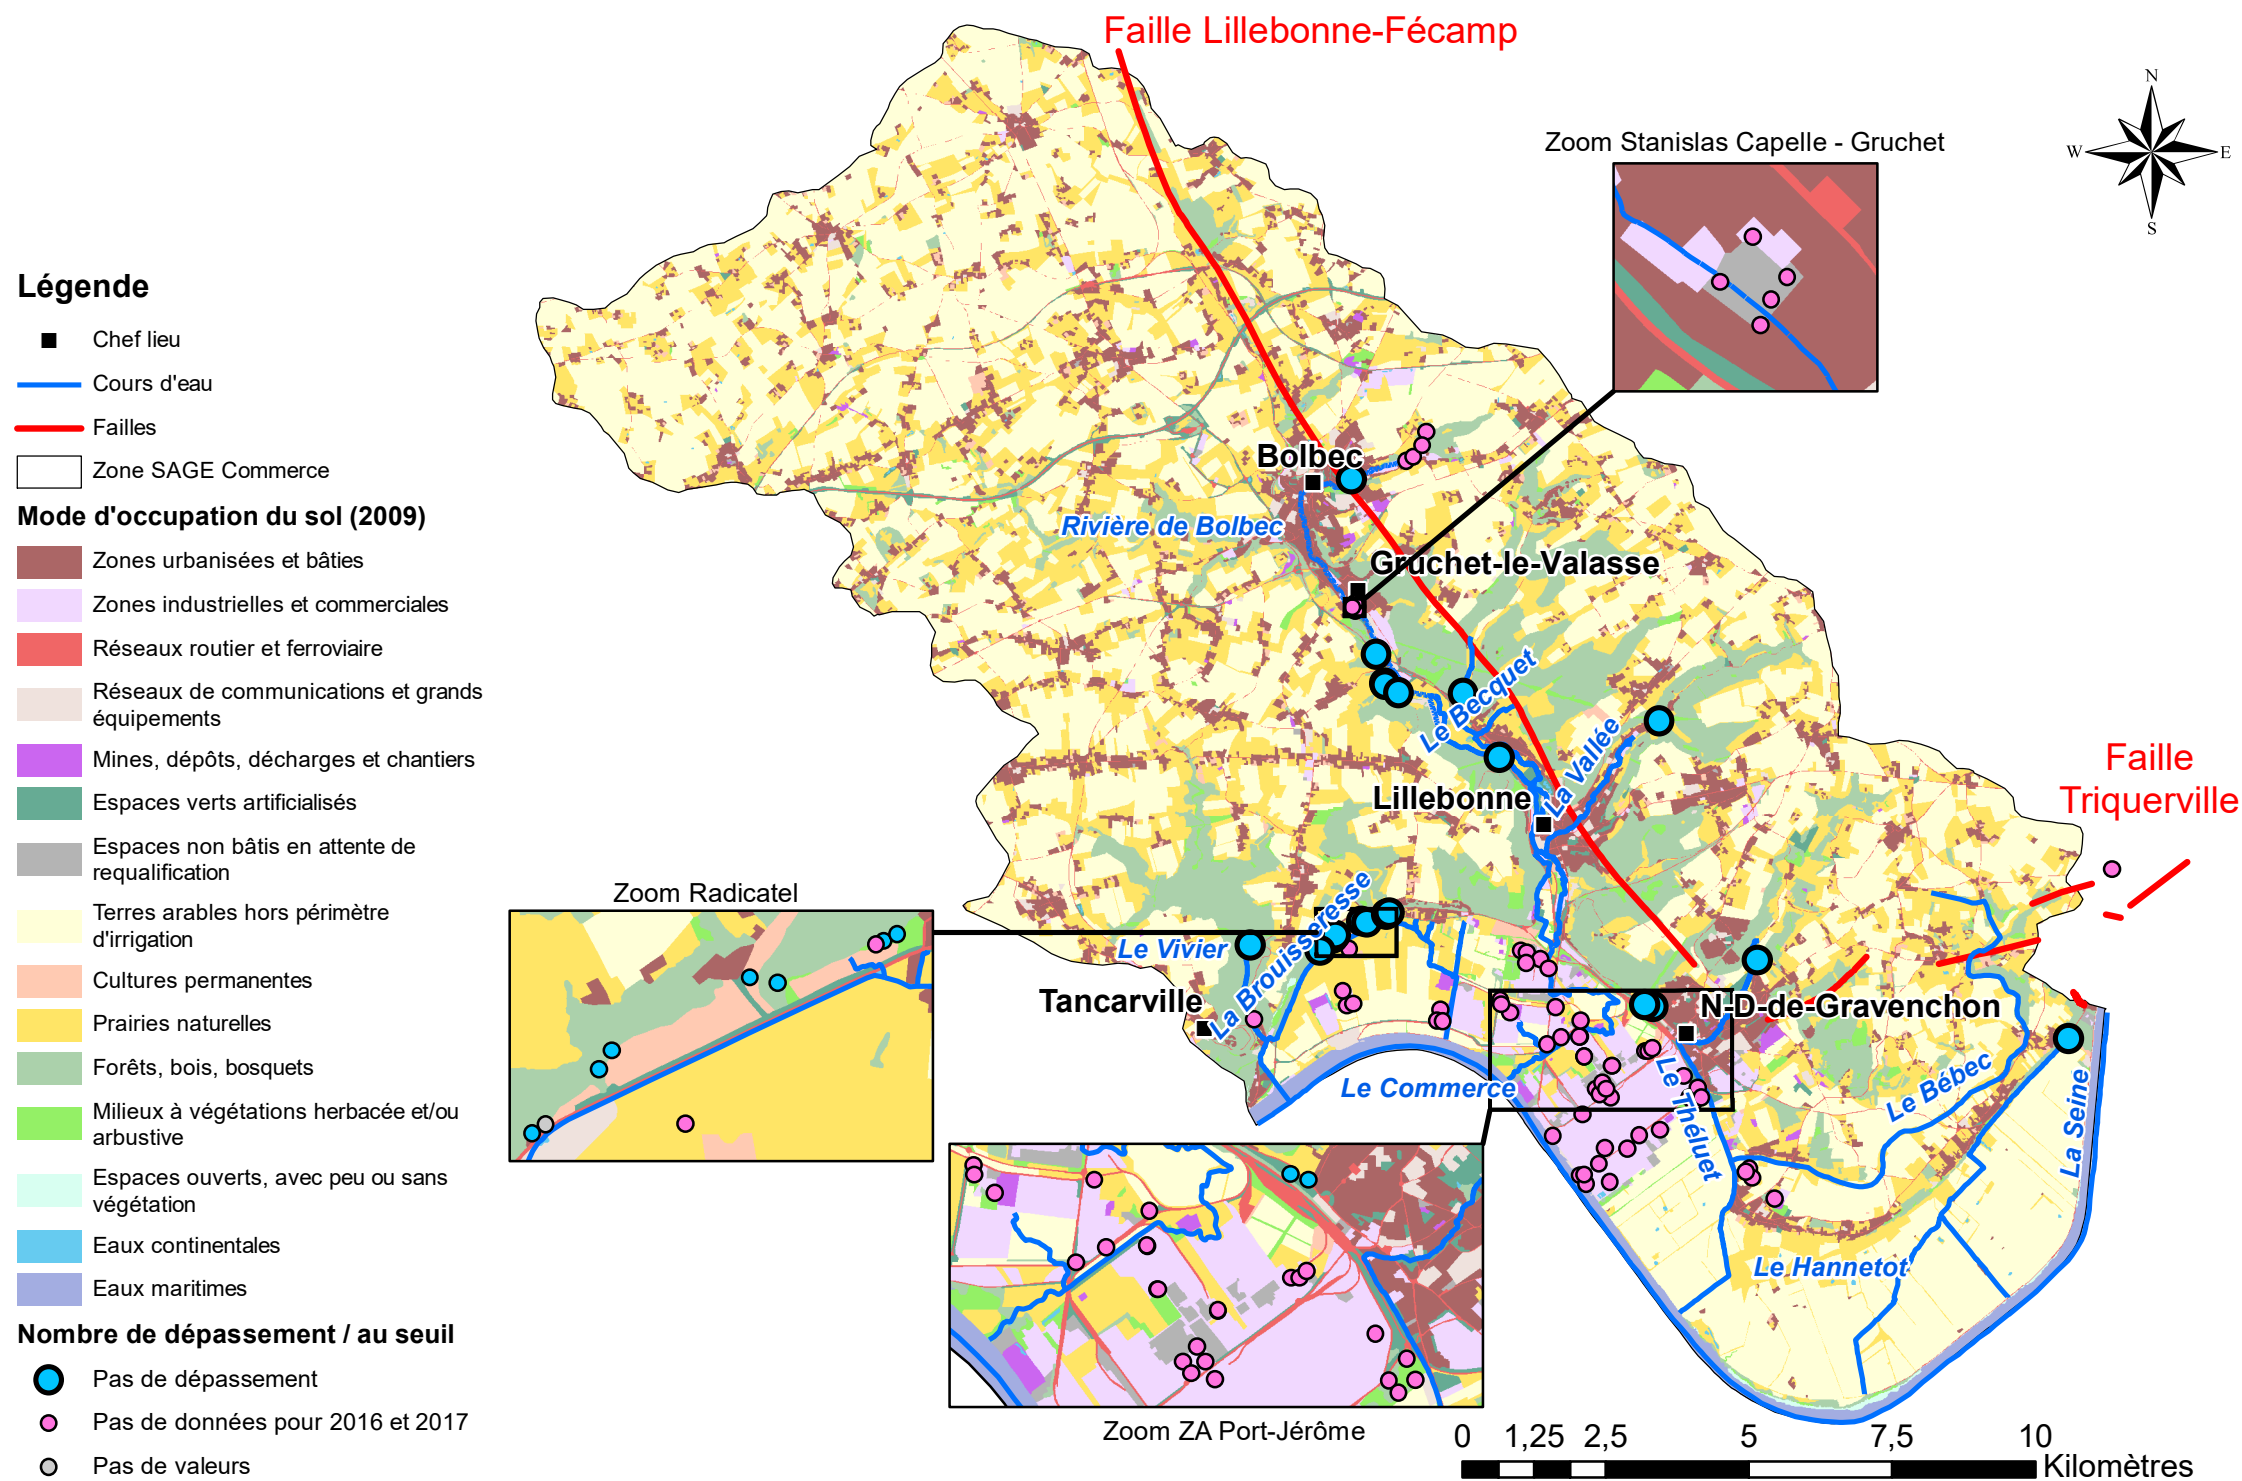 Faille Lillebonne-Fécamp
N
W
E
S
Zoom Stanislas Capelle - Gruchet
Légende
Chef lieu
Cours d'eau
Failles
Zone SAGE Commerce
Mode d'occupation du sol (2009)
Zones urbanisées et bâties
Zones industrielles et commerciales
Réseaux routier et ferroviaire
Réseaux de communications et grands
équipements
Mines, dépôts, décharges et chantiers
Espaces verts artificialisés
Espaces non bâtis en attente de
requalification
Terres arables hors périmètre
d'irrigation
Cultures permanentes
Prairies naturelles
Forêts, bois, bosquets
Milieux à végétations herbacée et/ou
arbustive
Espaces ouverts, avec peu ou sans
végétation
Eaux continentales
Eaux maritimes
Nombre de dépassement / au seuil
Pas de dépassement
Pas de données pour 2016 et 2017
Pas de valeurs
Bolbec
Rivière de Bolbec
Gruchet-le-Valasse
Le Becquet
La Vallée
Lillebonne
Faille
Triquerville
Zoom Radicatel
Le Vivier
La Brouisseresse
Tancarville
N-D-de-Gravenchon
Le Commerce
Le Théluet
Le Bébec
La Seine
Le Hannetot
Zoom ZA Port-Jérôme
0 1,25 2,5 5 7,5 10
Kilomètres